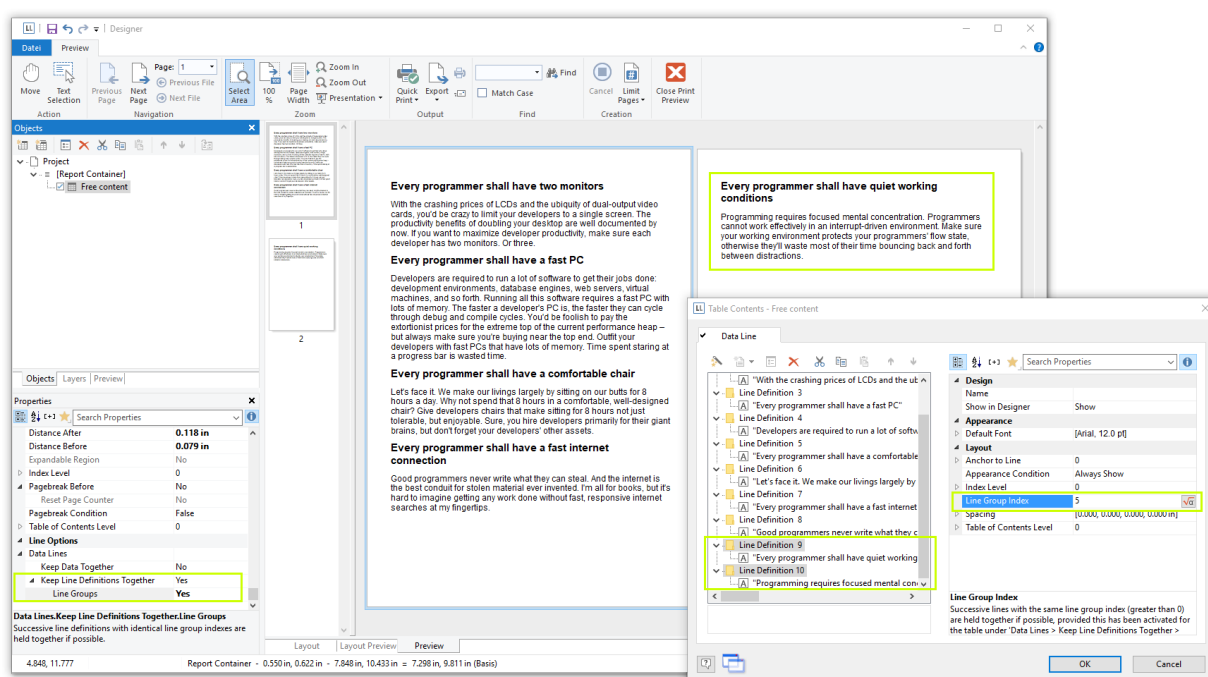 LL | Designer
Datei Preview
Move
Text Selection
Action
Previous Page
Next Page
Page: 1
Previous File
Next File
Navigation
Select Area
100 %
Page Width
Zoom In
Zoom Out
Presentation
Zoom
Quick Print
Export
Output
Find
Match Case
Find
Cancel
Limit Pages
Creation
Close Print Preview
Objects
Project
[Report Container]
Free content
Objects Layers Preview
Properties
Search Properties
Distance After 0.118 in
Distance Before 0.079 in
Expandable Region No
Index Level 0
Pagebreak Before No
Reset Page Counter No
Pagebreak Condition False
Table of Contents Level 0
Line Options
Data Lines
Keep Data Together No
Keep Line Definitions Together Yes
Line Groups Yes
Data Lines.Keep Line Definitions Together.Line Groups
Successive line definitions with identical line group indexes are
held together if possible.
1
2
Every programmer shall have two monitors
With the crashing prices of LCDs and the ubiquity of dual-output video
cards, you'd be crazy to limit your developers to a single screen. The
productivity benefits of doubling your desktop are well documented by
now. If you want to maximize developer productivity, make sure each
developer has two monitors. Or three.
Every programmer shall have a fast PC
Developers are required to run a lot of software to get their jobs done:
development environments, database engines, web servers, virtual
machines, and so forth. Running all this software requires a fast PC with
lots of memory. The faster a developer's PC is, the faster they can cycle
through debug and compile cycles. You'd be foolish to pay the
extortionist prices for the extreme top of the current performance heap –
but always make sure you're buying near the top end. Outfit your
developers with fast PCs that have lots of memory. Time spent staring at
a progress bar is wasted time.
Every programmer shall have a comfortable chair
Let's face it. We make our livings largely by sitting on our butts for 8
hours a day. Why not spend that 8 hours in a comfortable, well-designed
chair? Give developers chairs that make sitting for 8 hours not just
tolerable, but enjoyable. Sure, you hire developers primarily for their giant
brains, but don't forget your developers' other assets.
Every programmer shall have a fast internet
connection
Good programmers never write what they can steal. And the internet is
the best conduit for stolen material ever invented. I'm all for books, but it's
hard to imagine getting any work done without fast, responsive internet
searches at my fingertips.
Every programmer shall have quiet working
conditions
Programming requires focused mental concentration. Programmers
cannot work effectively in an interrupt-driven environment. Make sure
your working environment protects your programmers' flow state,
otherwise they'll waste most of their time bouncing back and forth
between distractions.
Layout Layout Preview Preview
4.848, 11.777 Report Container - 0.550 in, 0.622 in - 7.848 in, 10.433 in = 7.298 in, 9.811 in (Basis)
LL Table Contents - Free content
Data Line
"With the crashing prices of LCDs and the ub
Line Definition 3
"Every programmer shall have a fast PC"
Line Definition 4
"Developers are required to run a lot of softw
Line Definition 5
"Every programmer shall have a comfortable
Line Definition 6
"Let's face it. We make our livings largely by
Line Definition 7
"Every programmer shall have a fast internet
Line Definition 8
"Good programmers never write what they c
Line Definition 9
"Every programmer shall have quiet working
Line Definition 10
"Programming requires focused mental con
Search Properties
Design
Name
Show in Designer Show
Appearance
Default Font [Arial, 12.0 pt]
Layout
Anchor to Line 0
Appearance Condition Always Show
Index Level 0
Line Group Index 5
Spacing [0.000, 0.000, 0.000, 0.000 in]
Table of Contents Level 0
Line Group Index
Successive lines with the same line group index (greater than 0)
are held together if possible, provided this has been activated for
the table under 'Data Lines > Keep Line Definitions Together >
OK Cancel